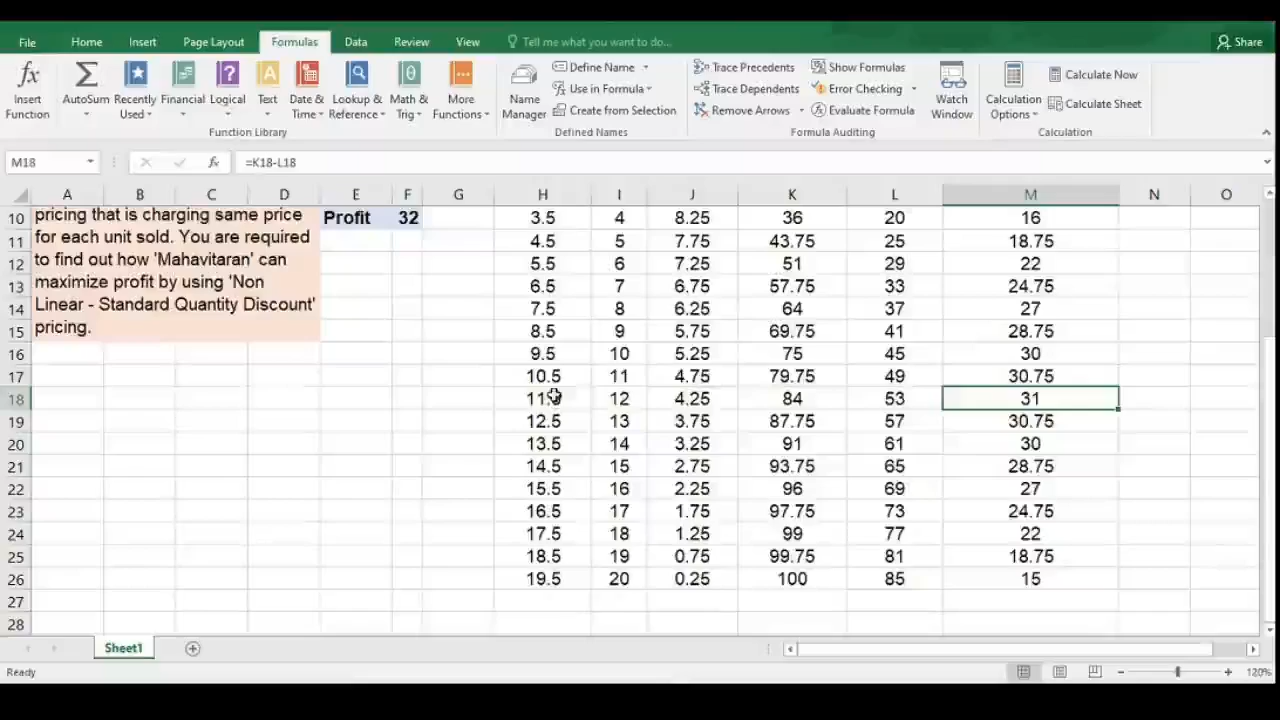 File Home Insert Page Layout Formulas Data Review View Tell me what you want to do... Share
fx Insert Function
AutoSum
Recently Used
Financial
Logical
Text
Date & Time
Lookup & Reference
Math & Trig
More Functions
Function Library
Name Manager
Define Name
Use in Formula
Create from Selection
Defined Names
Trace Precedents Show Formulas
Trace Dependents Error Checking
Remove Arrows Evaluate Formula
Formula Auditing
Watch Window
Calculation Options
Calculate Now
Calculate Sheet
Calculation
M18 fx =K18-L18
A B C D E F G H I J K L M N O
pricing that is charging same price
for each unit sold. You are required
to find out how 'Mahavitaran' can
maximize profit by using 'Non
Linear - Standard Quantity Discount'
pricing.
Profit 32
10 3.5 4 8.25 36 20 16
11 4.5 5 7.75 43.75 25 18.75
12 5.5 6 7.25 51 29 22
13 6.5 7 6.75 57.75 33 24.75
14 7.5 8 6.25 64 37 27
15 8.5 9 5.75 69.75 41 28.75
16 9.5 10 5.25 75 45 30
17 10.5 11 4.75 79.75 49 30.75
18 11.5 12 4.25 84 53 31
19 12.5 13 3.75 87.75 57 30.75
20 13.5 14 3.25 91 61 30
21 14.5 15 2.75 93.75 65 28.75
22 15.5 16 2.25 96 69 27
23 16.5 17 1.75 97.75 73 24.75
24 17.5 18 1.25 99 77 22
25 18.5 19 0.75 99.75 81 18.75
26 19.5 20 0.25 100 85 15
27
28
Sheet1
Ready 120%